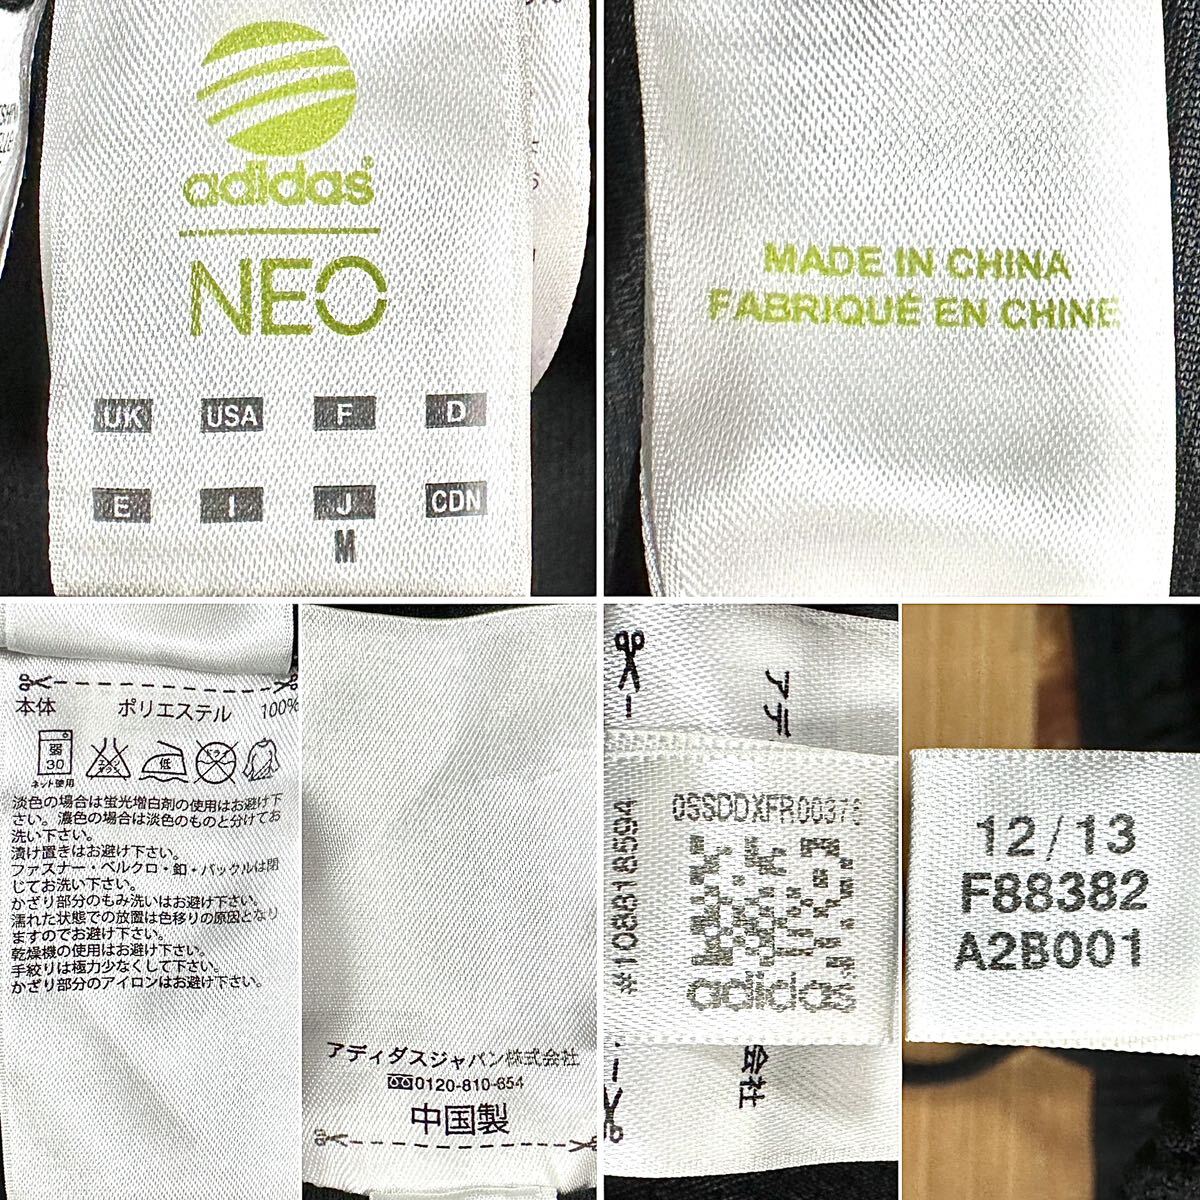 adidas®
NEO
UK USA F D
E I J CDN
M
MADE IN CHINA
FABRIQUÉ EN CHINE
本体 ポリエステル 100%
弱
30
ネット使用
低
淡色の場合は蛍光増白剤の使用はお避け下
さい。濃色の場合は淡色のものと分けてお
洗い下さい。
漬け置きはお避け下さい。
ファスナー・ベルクロ・釦・バックルは閉
じてお洗い下さい。
かざり部分のもみ洗いはお避け下さい。
濡れた状態での放置は色移りの原因となり
ますのでお避け下さい。
乾燥機の使用はお避け下さい。
手絞りは極力少なくして下さい。
かざり部分のアイロンはお避け下さい。
アディダスジャパン株式会社
0120-810-654
中国製
アデ
#108818594
0SSDDXFR00376
adidas
会社
12/13
F88382
A2B001